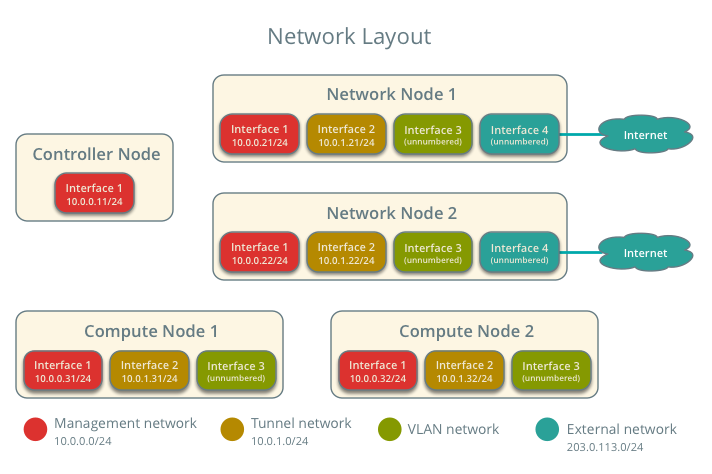 Network Layout
Network Node 1
Interface 1
10.0.0.21/24
Interface 2
10.0.1.21/24
Interface 3
(unnumbered)
Interface 4
(unnumbered)
Internet
Controller Node
Interface 1
10.0.0.11/24
Network Node 2
Interface 1
10.0.0.22/24
Interface 2
10.0.1.22/24
Interface 3
(unnumbered)
Interface 4
(unnumbered)
Internet
Compute Node 1
Interface 1
10.0.0.31/24
Interface 2
10.0.1.31/24
Interface 3
(unnumbered)
Compute Node 2
Interface 1
10.0.0.32/24
Interface 2
10.0.1.32/24
Interface 3
(unnumbered)
Management network
10.0.0.0/24
Tunnel network
10.0.1.0/24
VLAN network
External network
203.0.113.0/24